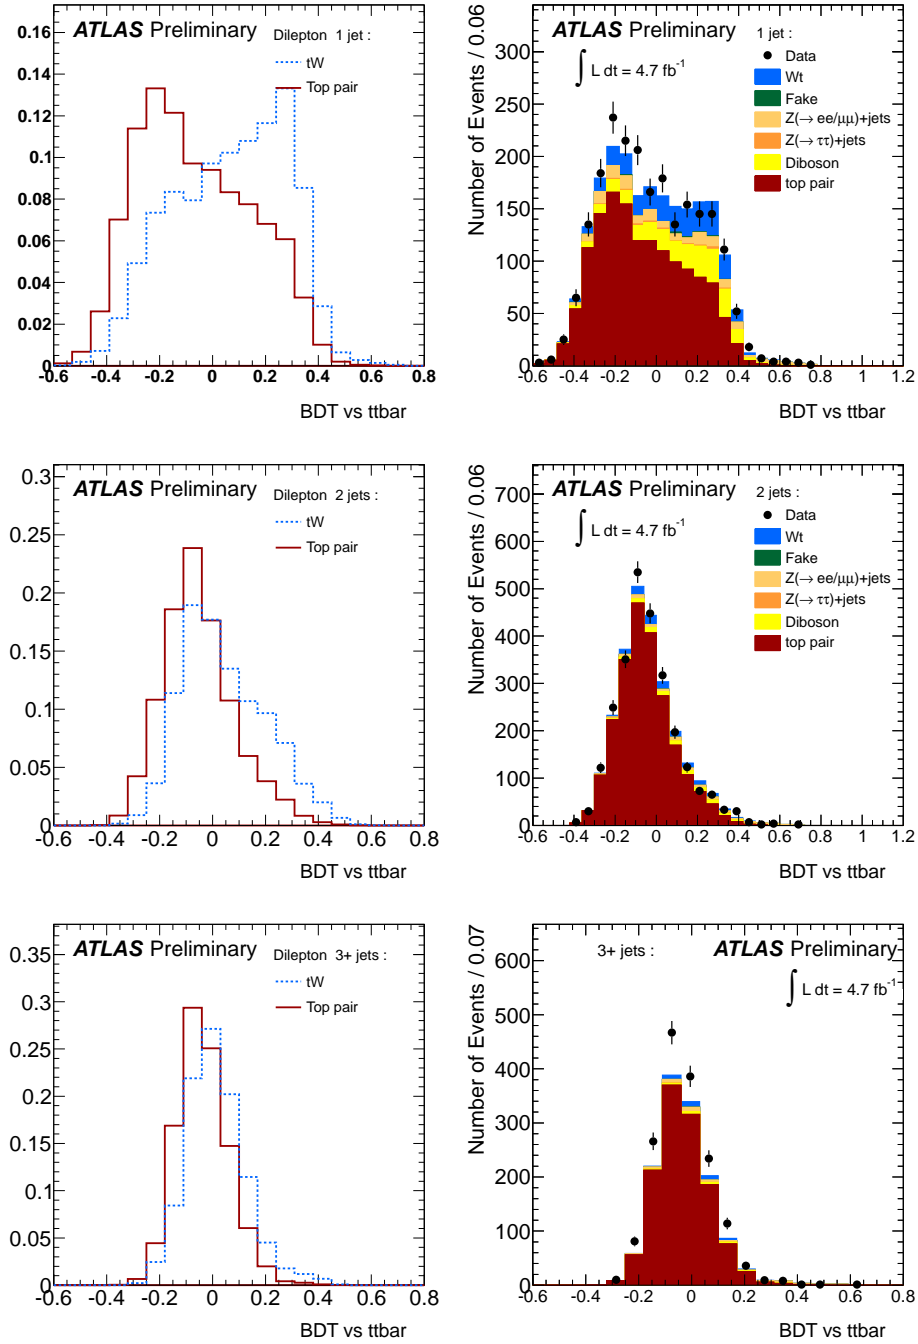 ATLAS Preliminary
Dilepton 1 jet :
tW
Top pair
0.16
0.14
0.12
0.1
0.08
0.06
0.04
0.02
0
-0.6 -0.4 -0.2 0 0.2 0.4 0.6 0.8
BDT vs ttbar
Number of Events / 0.06
ATLAS Preliminary
∫ L dt = 4.7 fb⁻¹
1 jet :
Data
Wt
Fake
Z(→ ee/μμ)+jets
Z(→ ττ)+jets
Diboson
top pair
300
250
200
150
100
50
0
-0.6 -0.4 -0.2 0 0.2 0.4 0.6 0.8 1 1.2
BDT vs ttbar
ATLAS Preliminary
Dilepton 2 jets :
tW
Top pair
0.3
0.25
0.2
0.15
0.1
0.05
0
-0.6 -0.4 -0.2 0 0.2 0.4 0.6 0.8
BDT vs ttbar
Number of Events / 0.06
ATLAS Preliminary
∫ L dt = 4.7 fb⁻¹
2 jets :
Data
Wt
Fake
Z(→ ee/μμ)+jets
Z(→ ττ)+jets
Diboson
top pair
700
600
500
400
300
200
100
0
-0.6 -0.4 -0.2 0 0.2 0.4 0.6 0.8 1 1.2
BDT vs ttbar
ATLAS Preliminary
Dilepton 3+ jets :
tW
Top pair
0.35
0.3
0.25
0.2
0.15
0.1
0.05
0
-0.6 -0.4 -0.2 0 0.2 0.4 0.6 0.8
BDT vs ttbar
Number of Events / 0.07
3+ jets :
ATLAS Preliminary
∫ L dt = 4.7 fb⁻¹
600
500
400
300
200
100
0
-0.6 -0.4 -0.2 0 0.2 0.4 0.6 0.8
BDT vs ttbar